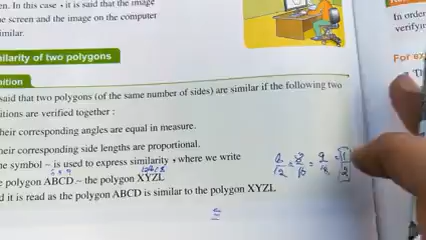 en. In this case, it is said that the image
e screen and the image on the computer
imilar.
In order
verifyin
milarity of two polygons
For ex
nition
said that two polygons (of the same number of sides) are similar if the following two
itions are verified together :
heir corresponding angles are equal in measure.
heir corresponding side lengths are proportional.
he symbol ~ is used to express similarity, where we write
e polygon ABCD ~ the polygon XYZL
d it is read as the polygon ABCD is similar to the polygon XYZL